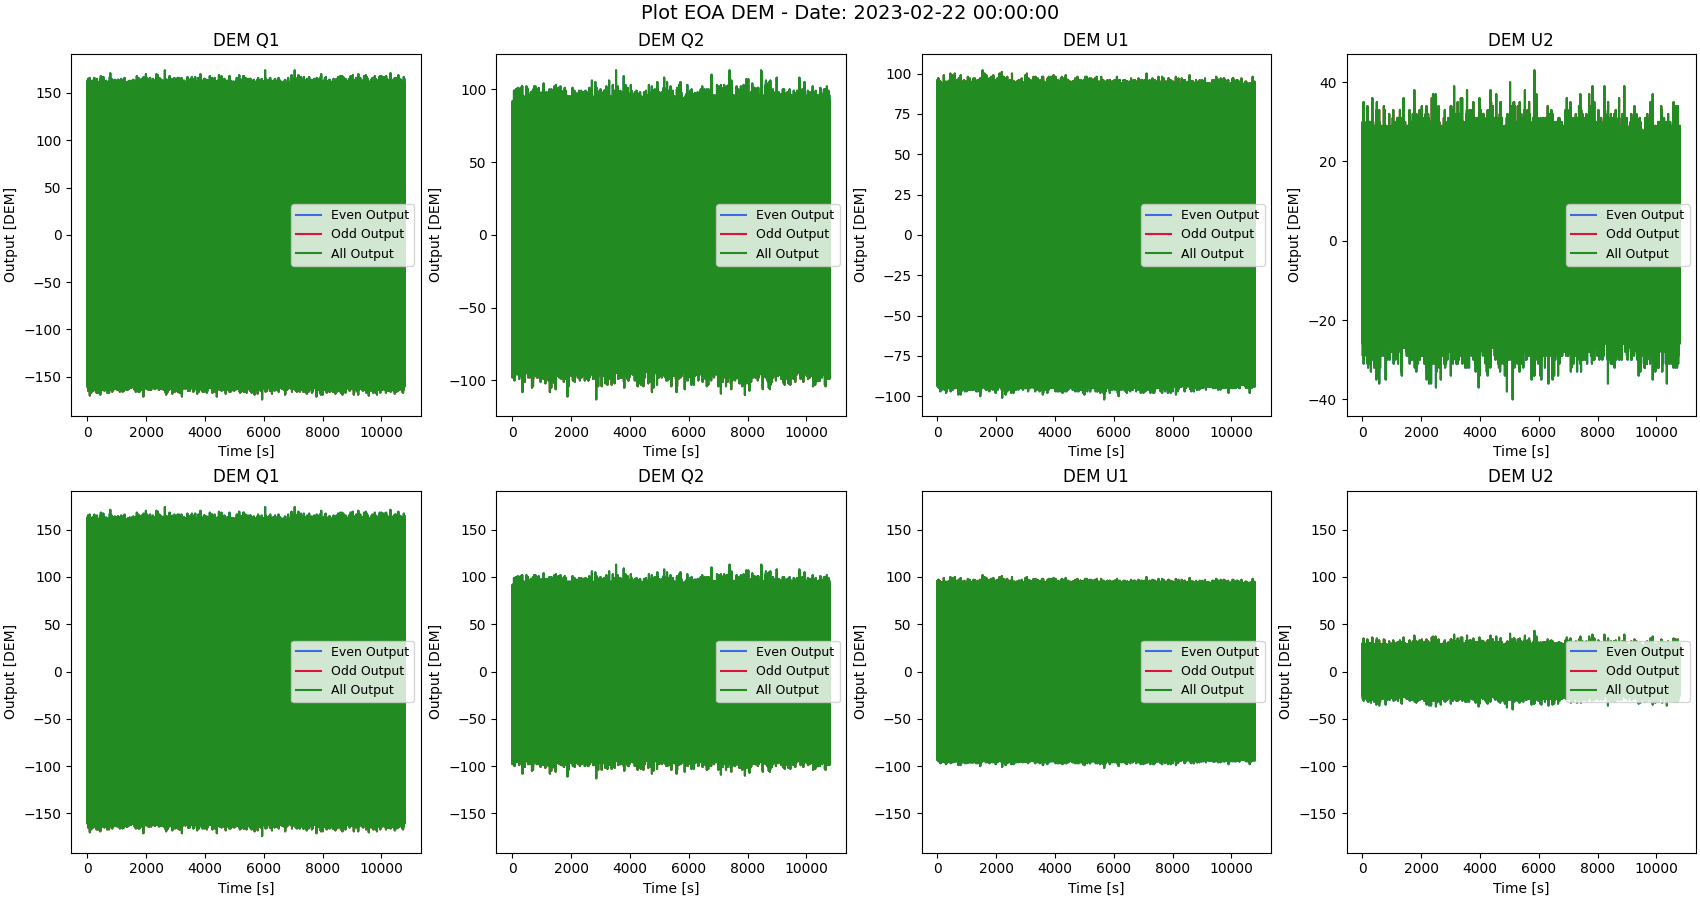 Plot EOA DEM - Date: 2023-02-22 00:00:00
DEM Q1
Output [DEM]
150
100
50
0
−50
−100
−150
Even Output
Odd Output
All Output
0 2000 4000 6000 8000 10000
Time [s]
DEM Q2
Output [DEM]
100
50
0
−50
−100
Even Output
Odd Output
All Output
0 2000 4000 6000 8000 10000
Time [s]
DEM U1
Output [DEM]
100
75
50
25
0
−25
−50
−75
−100
Even Output
Odd Output
All Output
0 2000 4000 6000 8000 10000
Time [s]
DEM U2
Output [DEM]
40
20
0
−20
−40
Even Output
Odd Output
All Output
0 2000 4000 6000 8000 10000
Time [s]
DEM Q1
Output [DEM]
150
100
50
0
−50
−100
−150
Even Output
Odd Output
All Output
0 2000 4000 6000 8000 10000
Time [s]
DEM Q2
Output [DEM]
150
100
50
0
−50
−100
−150
Even Output
Odd Output
All Output
0 2000 4000 6000 8000 10000
Time [s]
DEM U1
Output [DEM]
150
100
50
0
−50
−100
−150
Even Output
Odd Output
All Output
0 2000 4000 6000 8000 10000
Time [s]
DEM U2
Output [DEM]
150
100
50
0
−50
−100
−150
Even Output
Odd Output
All Output
0 2000 4000 6000 8000 10000
Time [s]